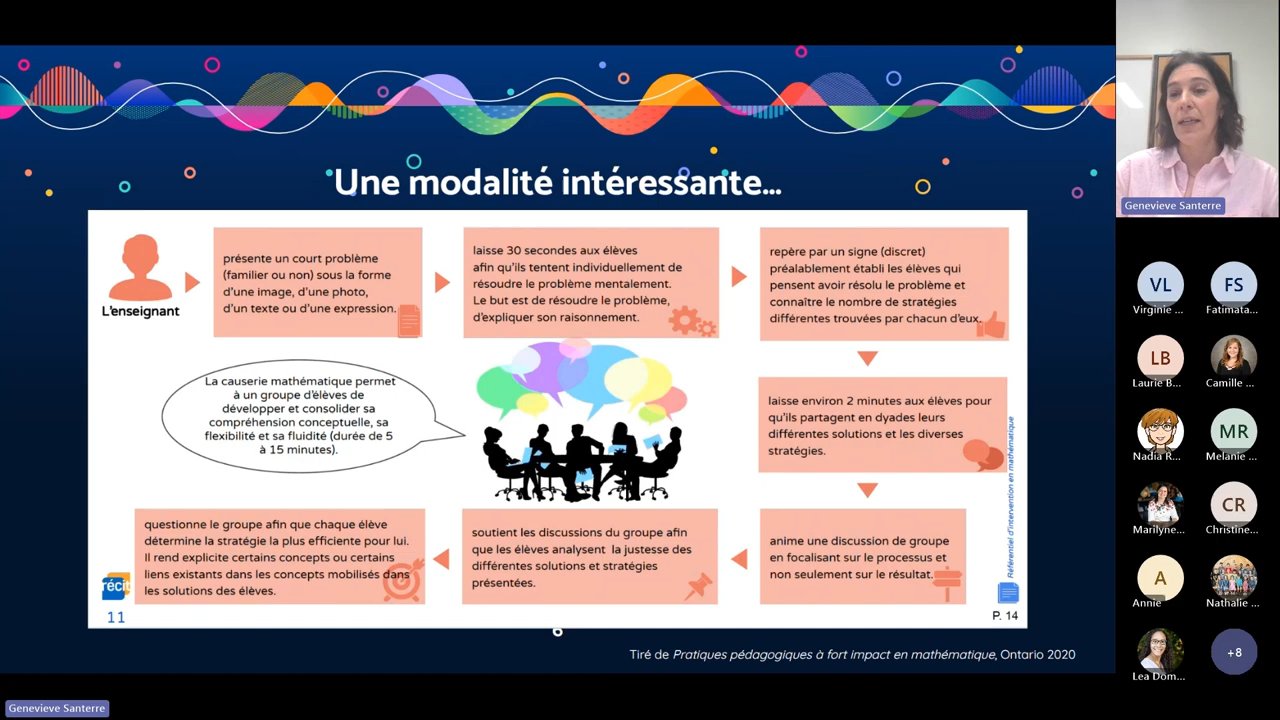 Une modalité intéressante...
L'enseignant
présente un court problème
(familier ou non) sous la forme
d'une image, d'une photo,
d'un texte ou d'une expression.
laisse 30 secondes aux élèves
afin qu'ils tentent individuellement de
résoudre le problème mentalement.
Le but est de résoudre le problème,
d'expliquer son raisonnement.
repère par un signe (discret)
préalablement établi les élèves qui
pensent avoir résolu le problème et
connaître le nombre de stratégies
différentes trouvées par chacun d'eux.
La causerie mathématique permet
à un groupe d'élèves de
développer et consolider sa
compréhension conceptuelle, sa
flexibilité et sa fluidité (durée de 5
à 15 minutes).
laisse environ 2 minutes aux élèves pour
qu'ils partagent en dyades leurs
différentes solutions et les diverses
stratégies.
anime une discussion de groupe
en focalisant sur le processus et
non seulement sur le résultat.
soutient les discussions du groupe afin
que les élèves analysent la justesse des
différentes solutions et stratégies
présentées.
questionne le groupe afin que chaque élève
détermine la stratégie la plus efficiente pour lui.
Il rend explicite certains concepts ou certains
liens existants dans les concepts mobilisés dans
les solutions des élèves.
Référentiel d'intervention en mathématique
récit
11
P. 14
6
Tiré de Pratiques pédagogiques à fort impact en mathématique, Ontario 2020
Genevieve Santerre
VL
Virginie ...
FS
Fatimata...
LB
Laurie B...
Camille ...
Nadia R...
MR
Melanie ...
Marilyne...
CR
Christine...
A
Annie
Nathalie ...
Lea Dom...
+8
Genevieve Santerre